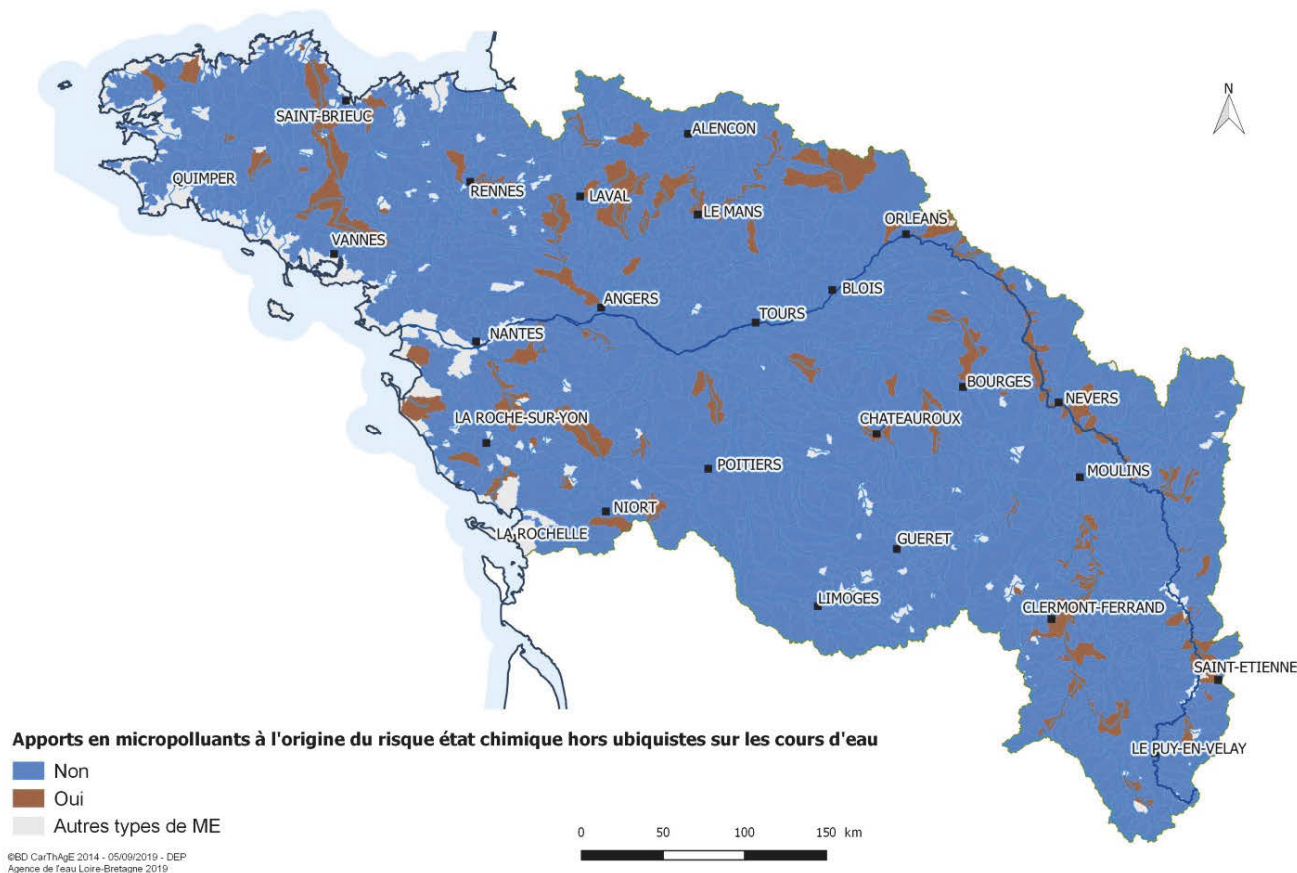 N
ALENCON
SAINT-BRIEUC
QUIMPER
RENNES
LAVAL
LE MANS
ORLEANS
VANNES
BLOIS
ANGERS
TOURS
NANTES
BOURGES
NEVERS
LA ROCHE-SUR-YON
CHATEAUROUX
POITIERS
MOULINS
NIORT
LA ROCHELLE
GUERET
LIMOGES
CLERMONT-FERRAND
SAINT-ETIENNE
LE PUY-EN-VELAY
Apports en micropolluants à l'origine du risque état chimique hors ubiquistes sur les cours d'eau
Non
Oui
Autres types de ME
0 50 100 150 km
©BD CarThAgE 2014 - 05/09/2019 - DEP
Agence de l'eau Loire-Bretagne 2019